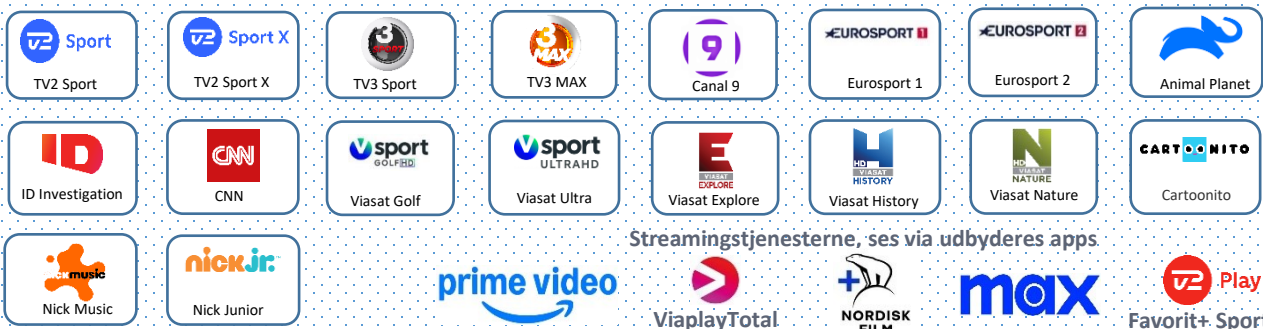 TV2 Sport
TV2 Sport
TV2 Sport X
TV2 Sport X
3 SPORT
TV3 Sport
3 MAX
TV3 MAX
9
Canal 9
EUROSPORT 1
Eurosport 1
EUROSPORT 2
Eurosport 2
Animal Planet
ID
ID Investigation
CNN
CNN
V sport
GOLF HD
Viasat Golf
V sport
ULTRAHD
Viasat Ultra
E
VIASAT
EXPLORE
Viasat Explore
HD
VIASAT
HISTORY
Viasat History
N
HD
VIASAT
NATURE
Viasat Nature
CARTOONITO
Cartoonito
nickmusic
Nick Music
nick jr.
Nick Junior
Streamingstjenesterne, ses via udbyderes apps
prime video
ViaplayTotal
+
NORDISK
FILM
max
TV2 Play
Favorit+ Sport